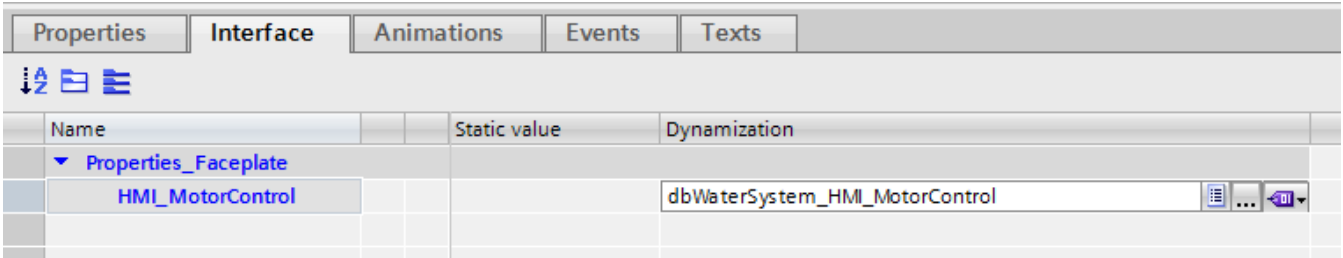 Properties Interface Animations Events Texts
Name Static value Dynamization
Properties_Faceplate
HMI_MotorControl dbWaterSystem_HMI_MotorControl ...